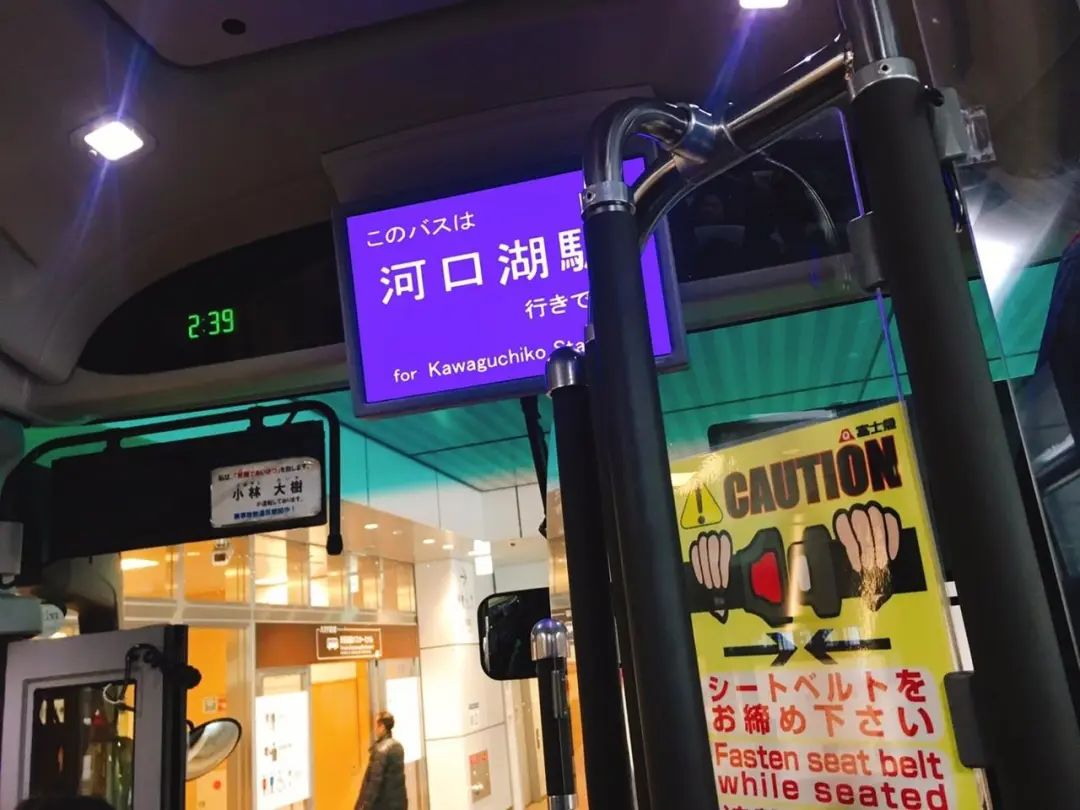 このバスは
河口湖駅
行きで
for Kawaguchiko Sta
2:39
小林 大樹
富士急
CAUTION
シートベルトを
お締め下さい
Fasten seat belt
while seated